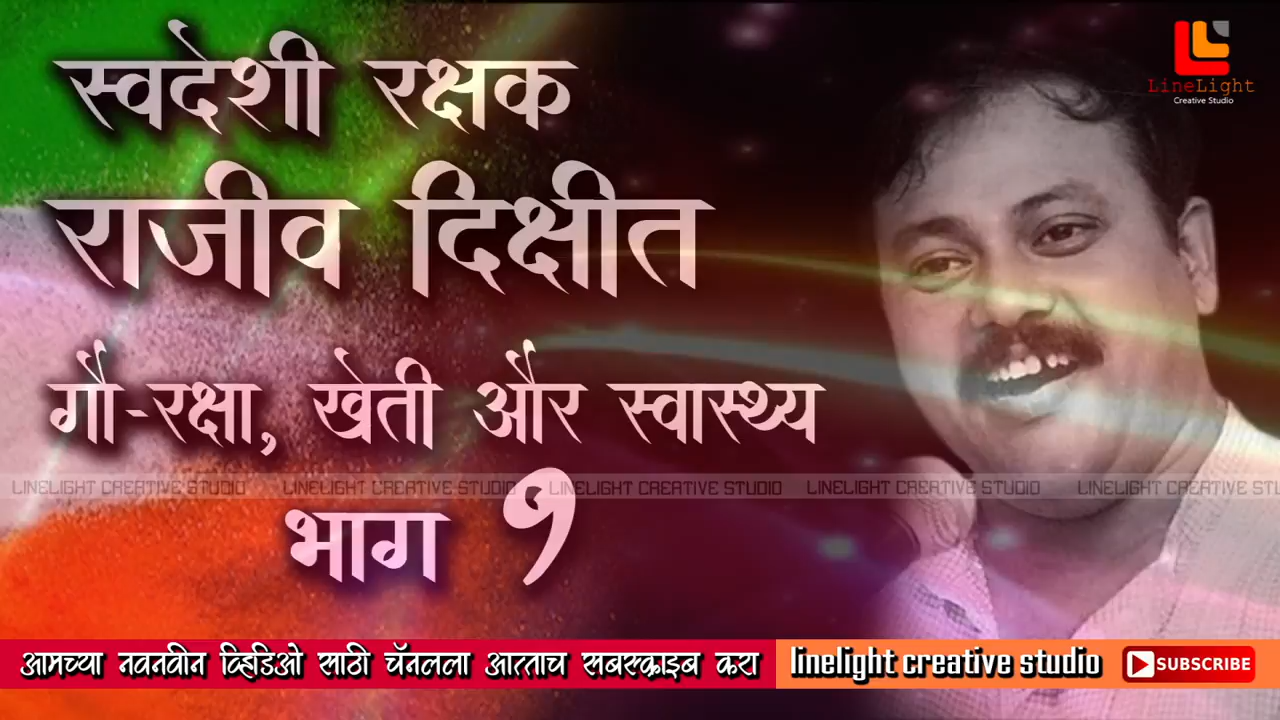 स्वदेशी रक्षक
LineLight
Creative Studio
राजीव दिक्षीत
गौ-रक्षा, खेती और स्वास्थ्य
LINELIGHT CREATIVE STUDIO LINELIGHT CREATIVE STUDIO LINELIGHT CREATIVE STUDIO LINELIGHT CREATIVE STUDIO LINELIGHT CREATIVE STUDIO
भाग १
आमच्या नवनवीन व्हिडिओ साठी चॅनलला आत्ताच सबस्क्राइब करा linelight creative studio SUBSCRIBE